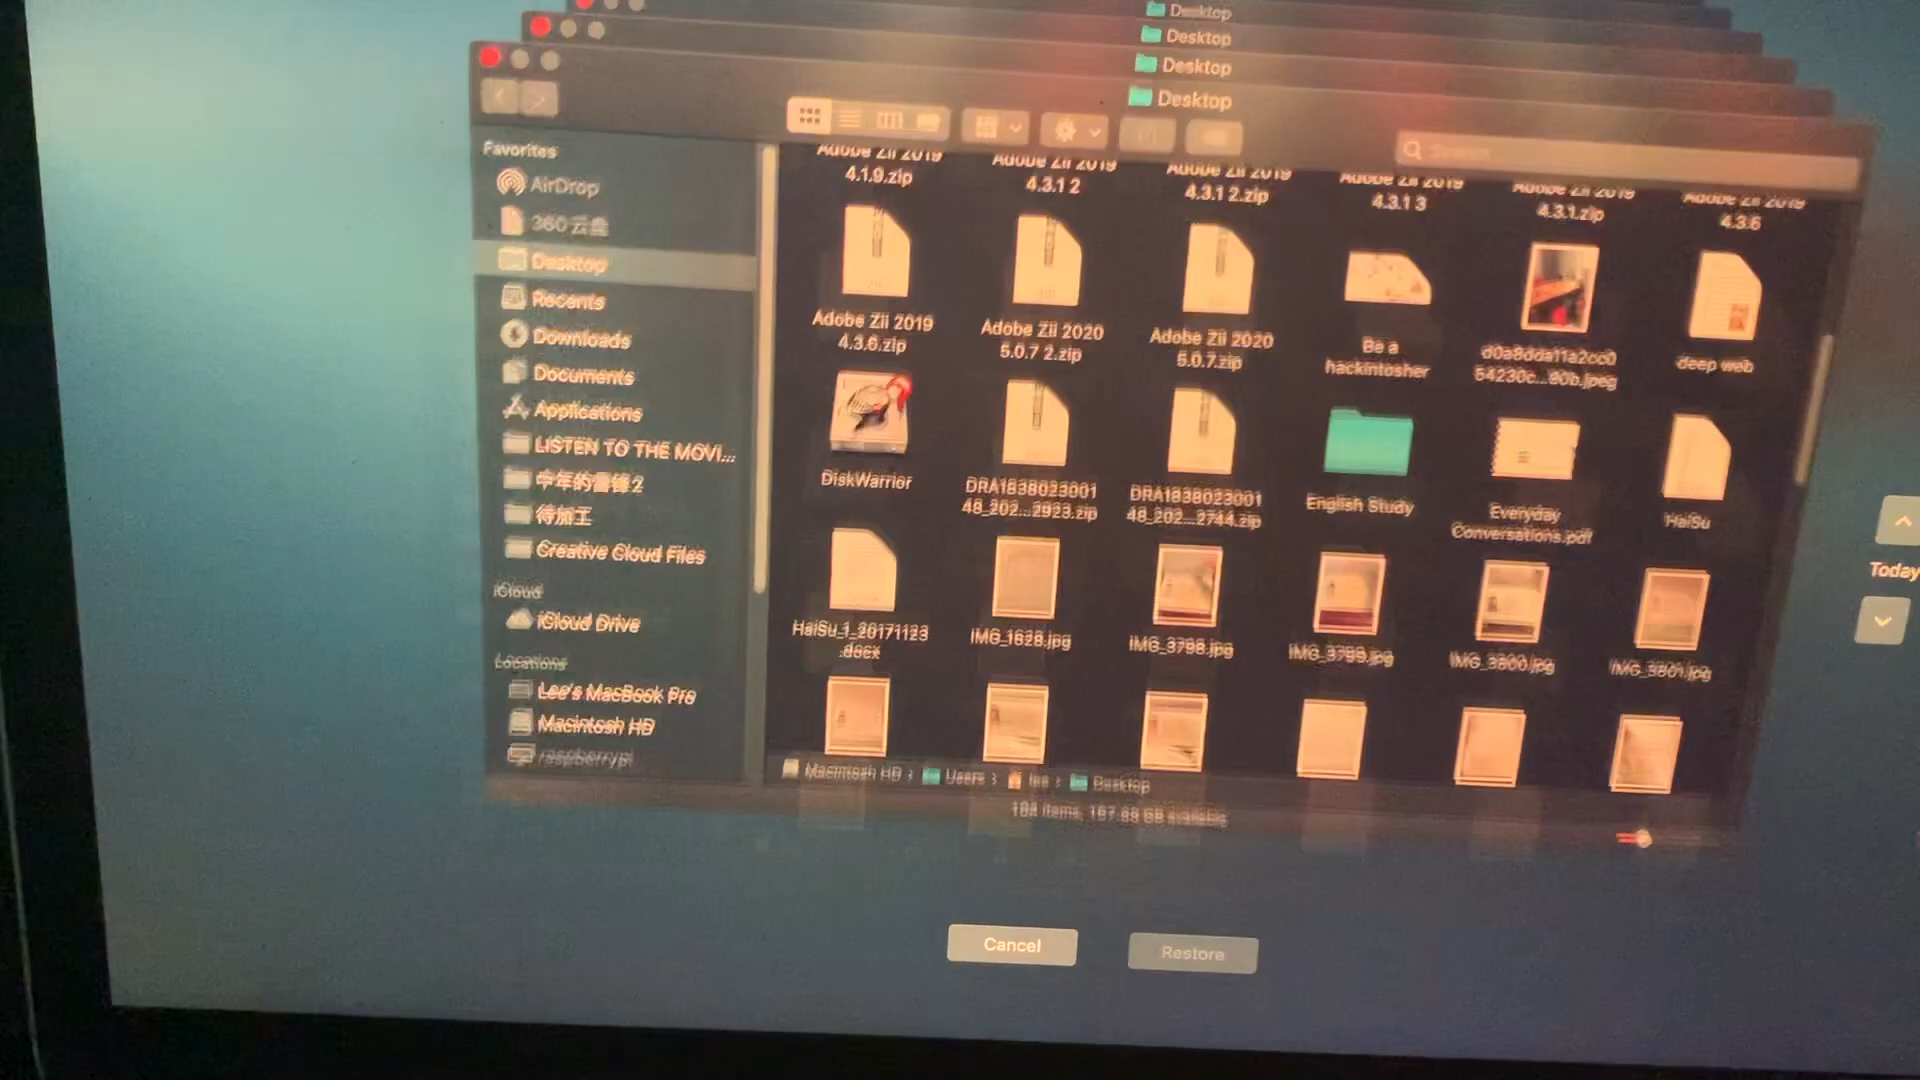 Desktop
Desktop
Desktop
Desktop
Favorites
AirDrop
360云盘
Desktop
Recents
Downloads
Documents
Applications
LISTEN TO THE MOVI...
中年的雷锋2
待加工
Creative Cloud Files
iCloud
iCloud Drive
Locations
Lee's MacBook Pro
Macintosh HD
raspberrypi
Adobe Zii 2019
4.1.9.zip
Adobe Zii 2019
4.3.1 2
Adobe Zii 2019
4.3.1 2.zip
Adobe Zii 2019
4.3.1 3
Adobe Zii 2019
4.3.1.zip
Adobe Zii 2019
4.3.6
Adobe Zii 2019
4.3.6.zip
Adobe Zii 2020
5.0.7 2.zip
Adobe Zii 2020
5.0.7.zip
Be a
hackintosher
d0a8dda11a2cc0
54230c...80b.jpeg
deep web
DiskWarrior
DRA1838023001
48_202...2923.zip
DRA1838023001
48_202...2744.zip
English Study
Everyday
Conversations.pdf
HaiSu
HaiSu_1_20171123
.docx
IMG_1628.jpg
IMG_3798.jpg
IMG_3799.jpg
IMG_3800.jpg
IMG_3801.jpg
Macintosh HD › Users › lee › Desktop
184 items, 187.88 GB available
Today
Cancel
Restore